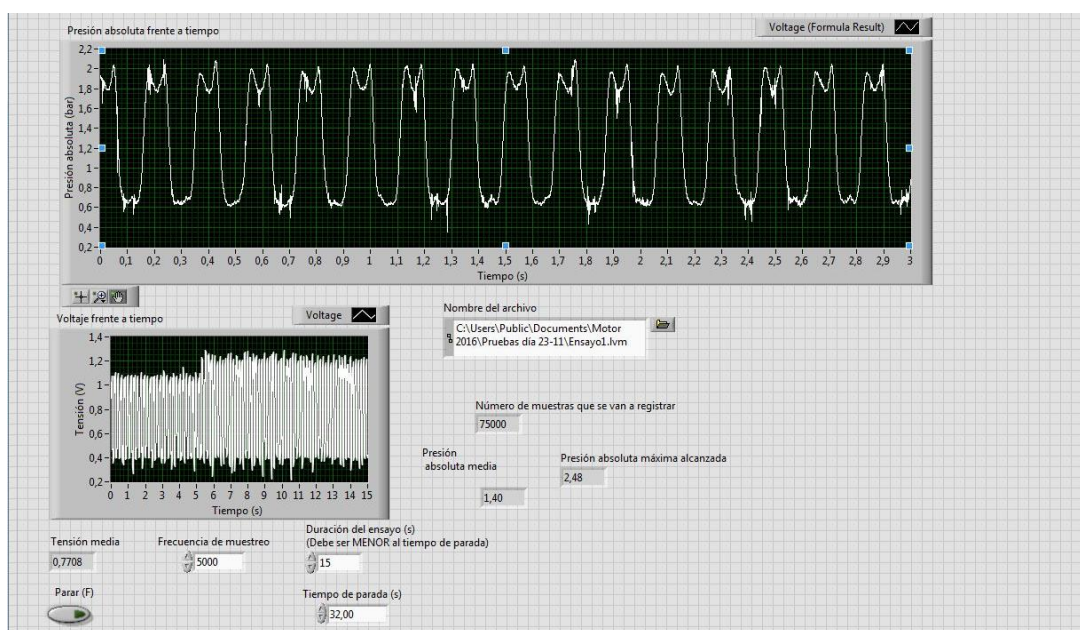 Presión absoluta frente a tiempo
Voltage (Formula Result)
Presión absoluta (bar)
2,2
2
1,8
1,6
1,4
1,2
1
0,8
0,6
0,4
0,2
0 0,1 0,2 0,3 0,4 0,5 0,6 0,7 0,8 0,9 1 1,1 1,2 1,3 1,4 1,5 1,6 1,7 1,8 1,9 2 2,1 2,2 2,3 2,4 2,5 2,6 2,7 2,8 2,9 3
Tiempo (s)
Voltaje frente a tiempo
Voltage
Tensión (V)
1,4
1,2
1
0,8
0,6
0,4
0,2
0 1 2 3 4 5 6 7 8 9 10 11 12 13 14 15
Tiempo (s)
Nombre del archivo
C:\Users\Public\Documents\Motor
2016\Pruebas día 23-11\Ensayo1.lvm
Número de muestras que se van a registrar
75000
Presión
absoluta media
1,40
Presión absoluta máxima alcanzada
2,48
Tensión media
0,7708
Frecuencia de muestreo
5000
Duración del ensayo (s)
(Debe ser MENOR al tiempo de parada)
15
Parar (F)
Tiempo de parada (s)
32,00